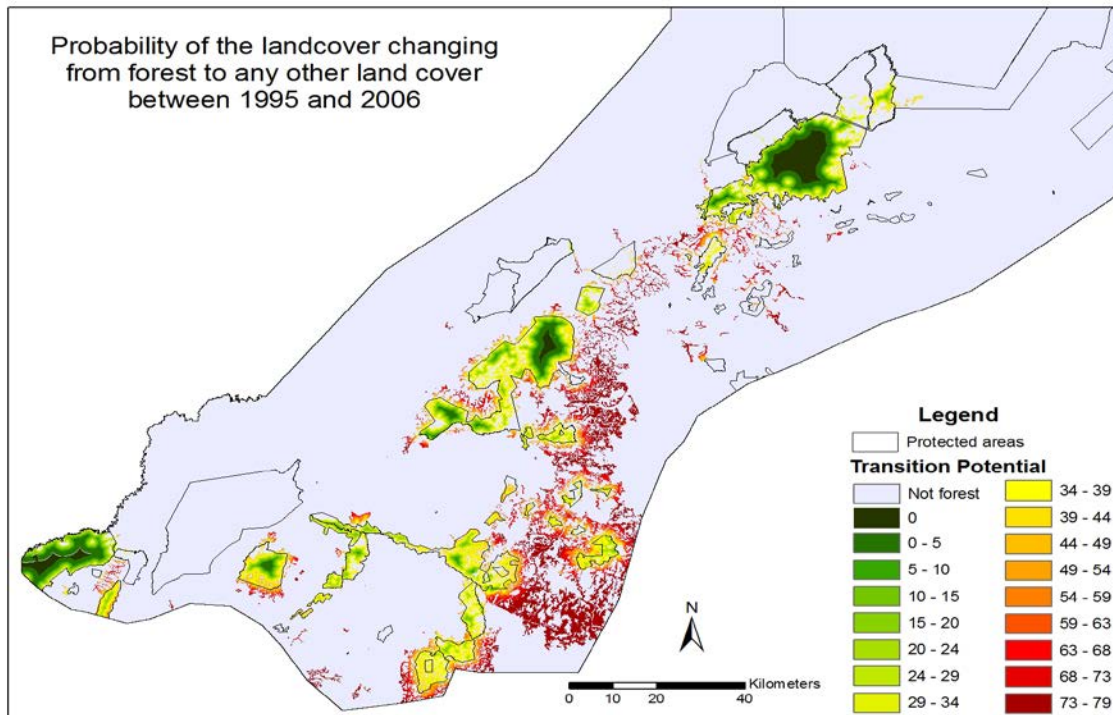 Probability of the landcover changing
from forest to any other land cover
between 1995 and 2006
Legend
Protected areas
Transition Potential
Not forest
0
0 - 5
5 - 10
10 - 15
15 - 20
20 - 24
24 - 29
29 - 34
34 - 39
39 - 44
44 - 49
49 - 54
54 - 59
59 - 63
63 - 68
68 - 73
73 - 79
N
Kilometers
0 5 10 20 30 40